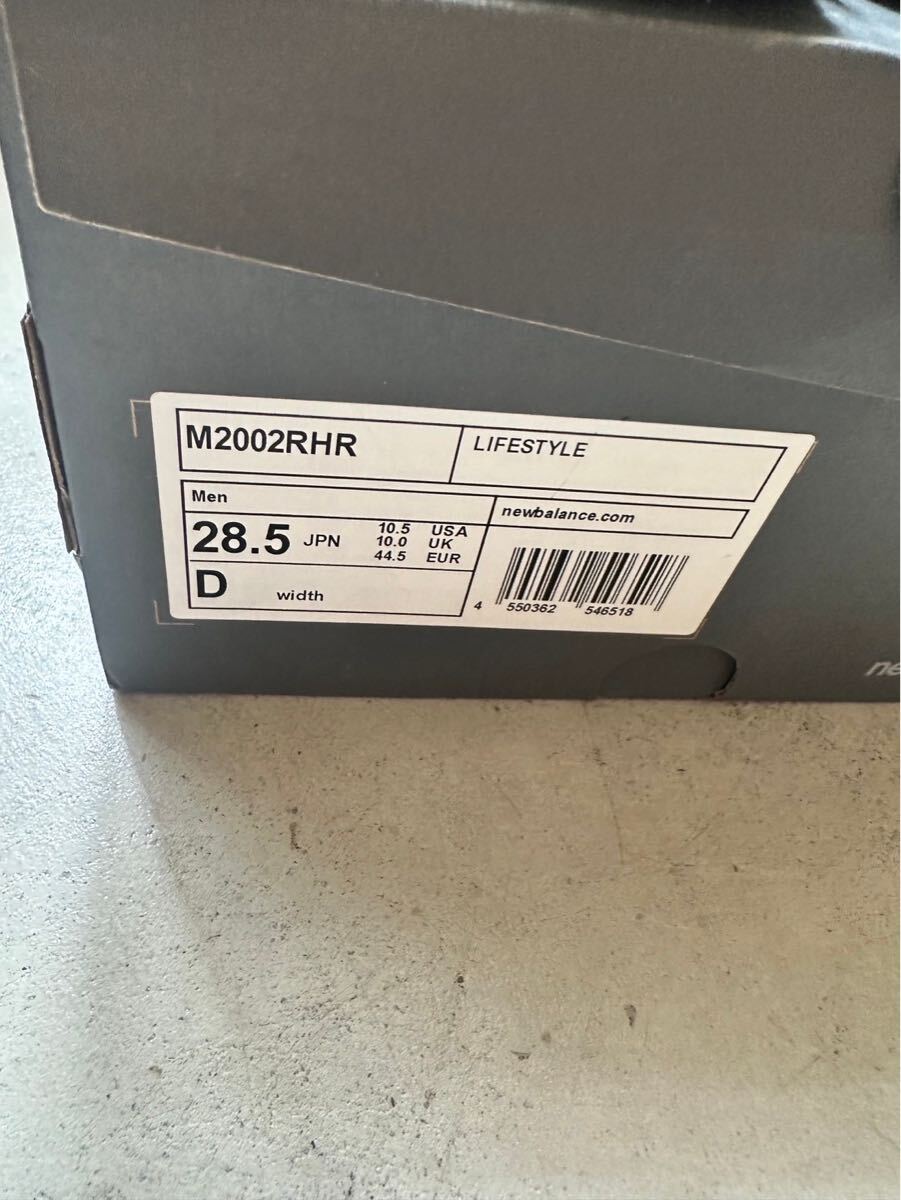 M2002RHR
LIFESTYLE
Men
28.5 JPN
10.5 USA
10.0 UK
44.5 EUR
D width
newbalance.com
4 550362 546518
ne